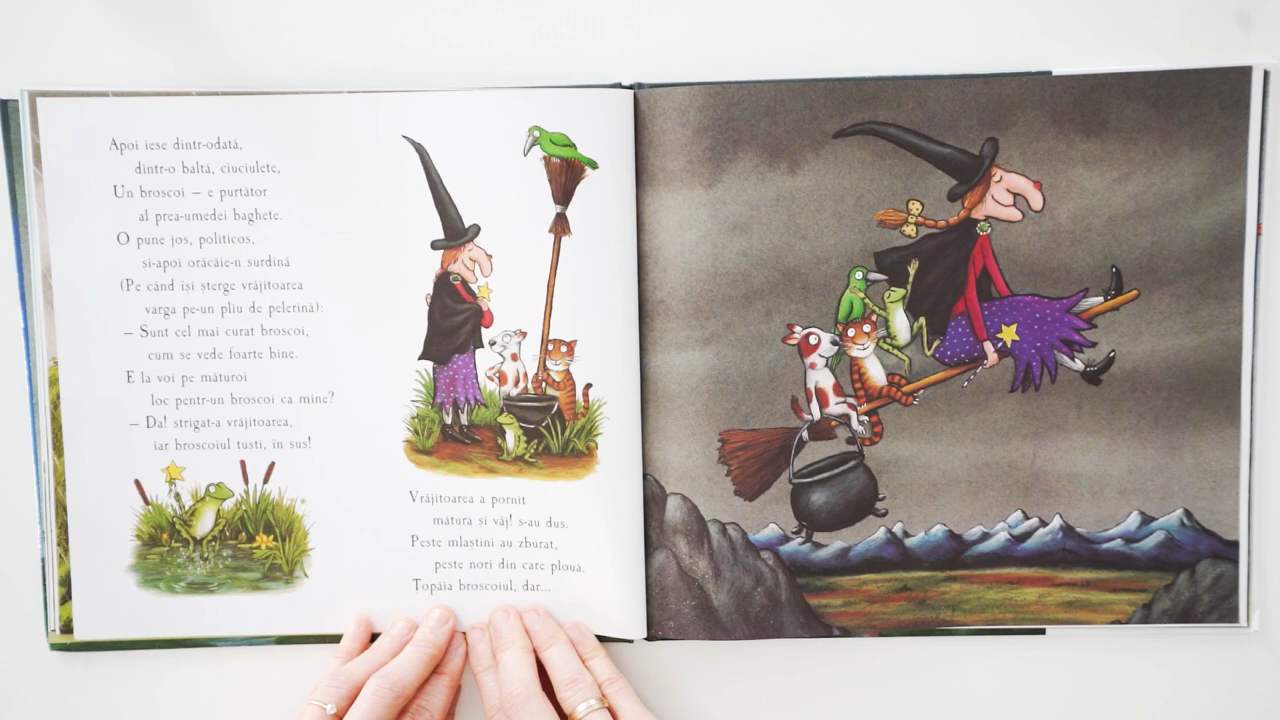 Apoi iese dintr-odată,
dintr-o baltă, ciuciulete,
Un broscoi – e purtător
al prea-umedei baghete.
O pune jos, politicos,
și-apoi orăcăie-n surdină
(Pe când își șterge vrăjitoarea
varga pe-un pliu de pelerină):
– Sunt cel mai curat broscoi,
cum se vede foarte bine.
E la voi pe măturoi
loc pentr-un broscoi ca mine?
– Da! strigat-a vrăjitoarea,
iar broscoiul țuști, în sus!
Vrăjitoarea a pornit
mătura și vâj! s-au dus.
Peste mlaștini au zburat,
peste nori din care plouă.
Țopăia broscoiul, dar...